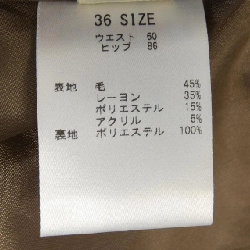 36 SIZE
ウエスト 60
ヒップ 86
表地 毛 45%
レーヨン 35%
ポリエステル 15%
アクリル 5%
裏地 ポリエステル 100%